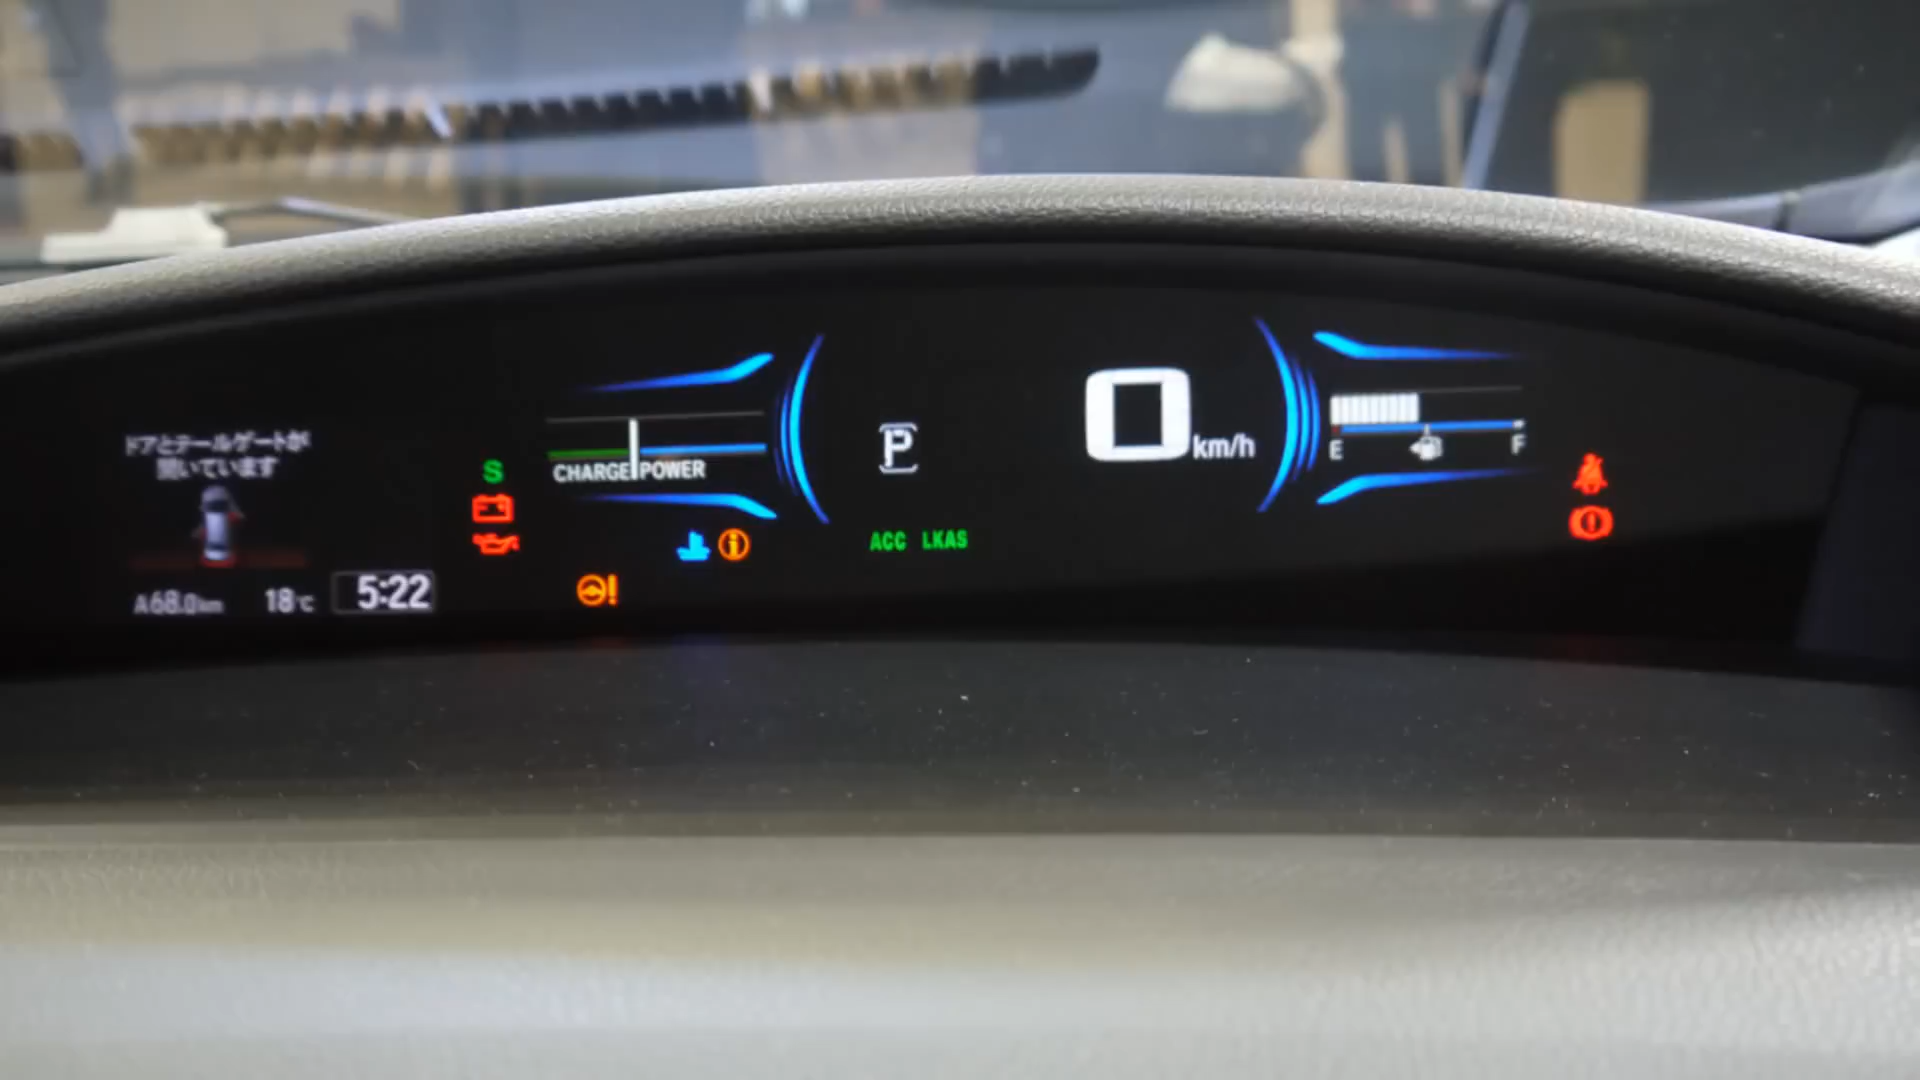 ドアとテールゲートが
開いています
A68.0km
18℃
5:22
S
CHARGE POWER
P
ACC LKAS
0 km/h
E
F